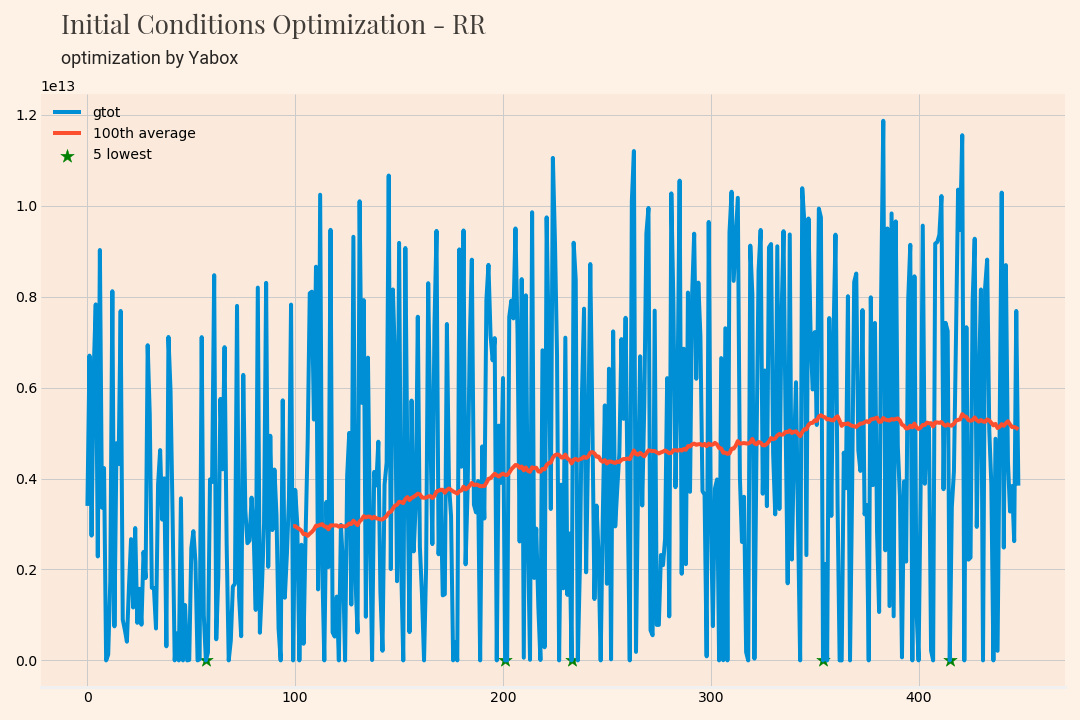 Initial Conditions Optimization - RR
optimization by Yabox
1e13
gtot
100th average
5 lowest
1.2
1.0
0.8
0.6
0.4
0.2
0.0
0 100 200 300 400